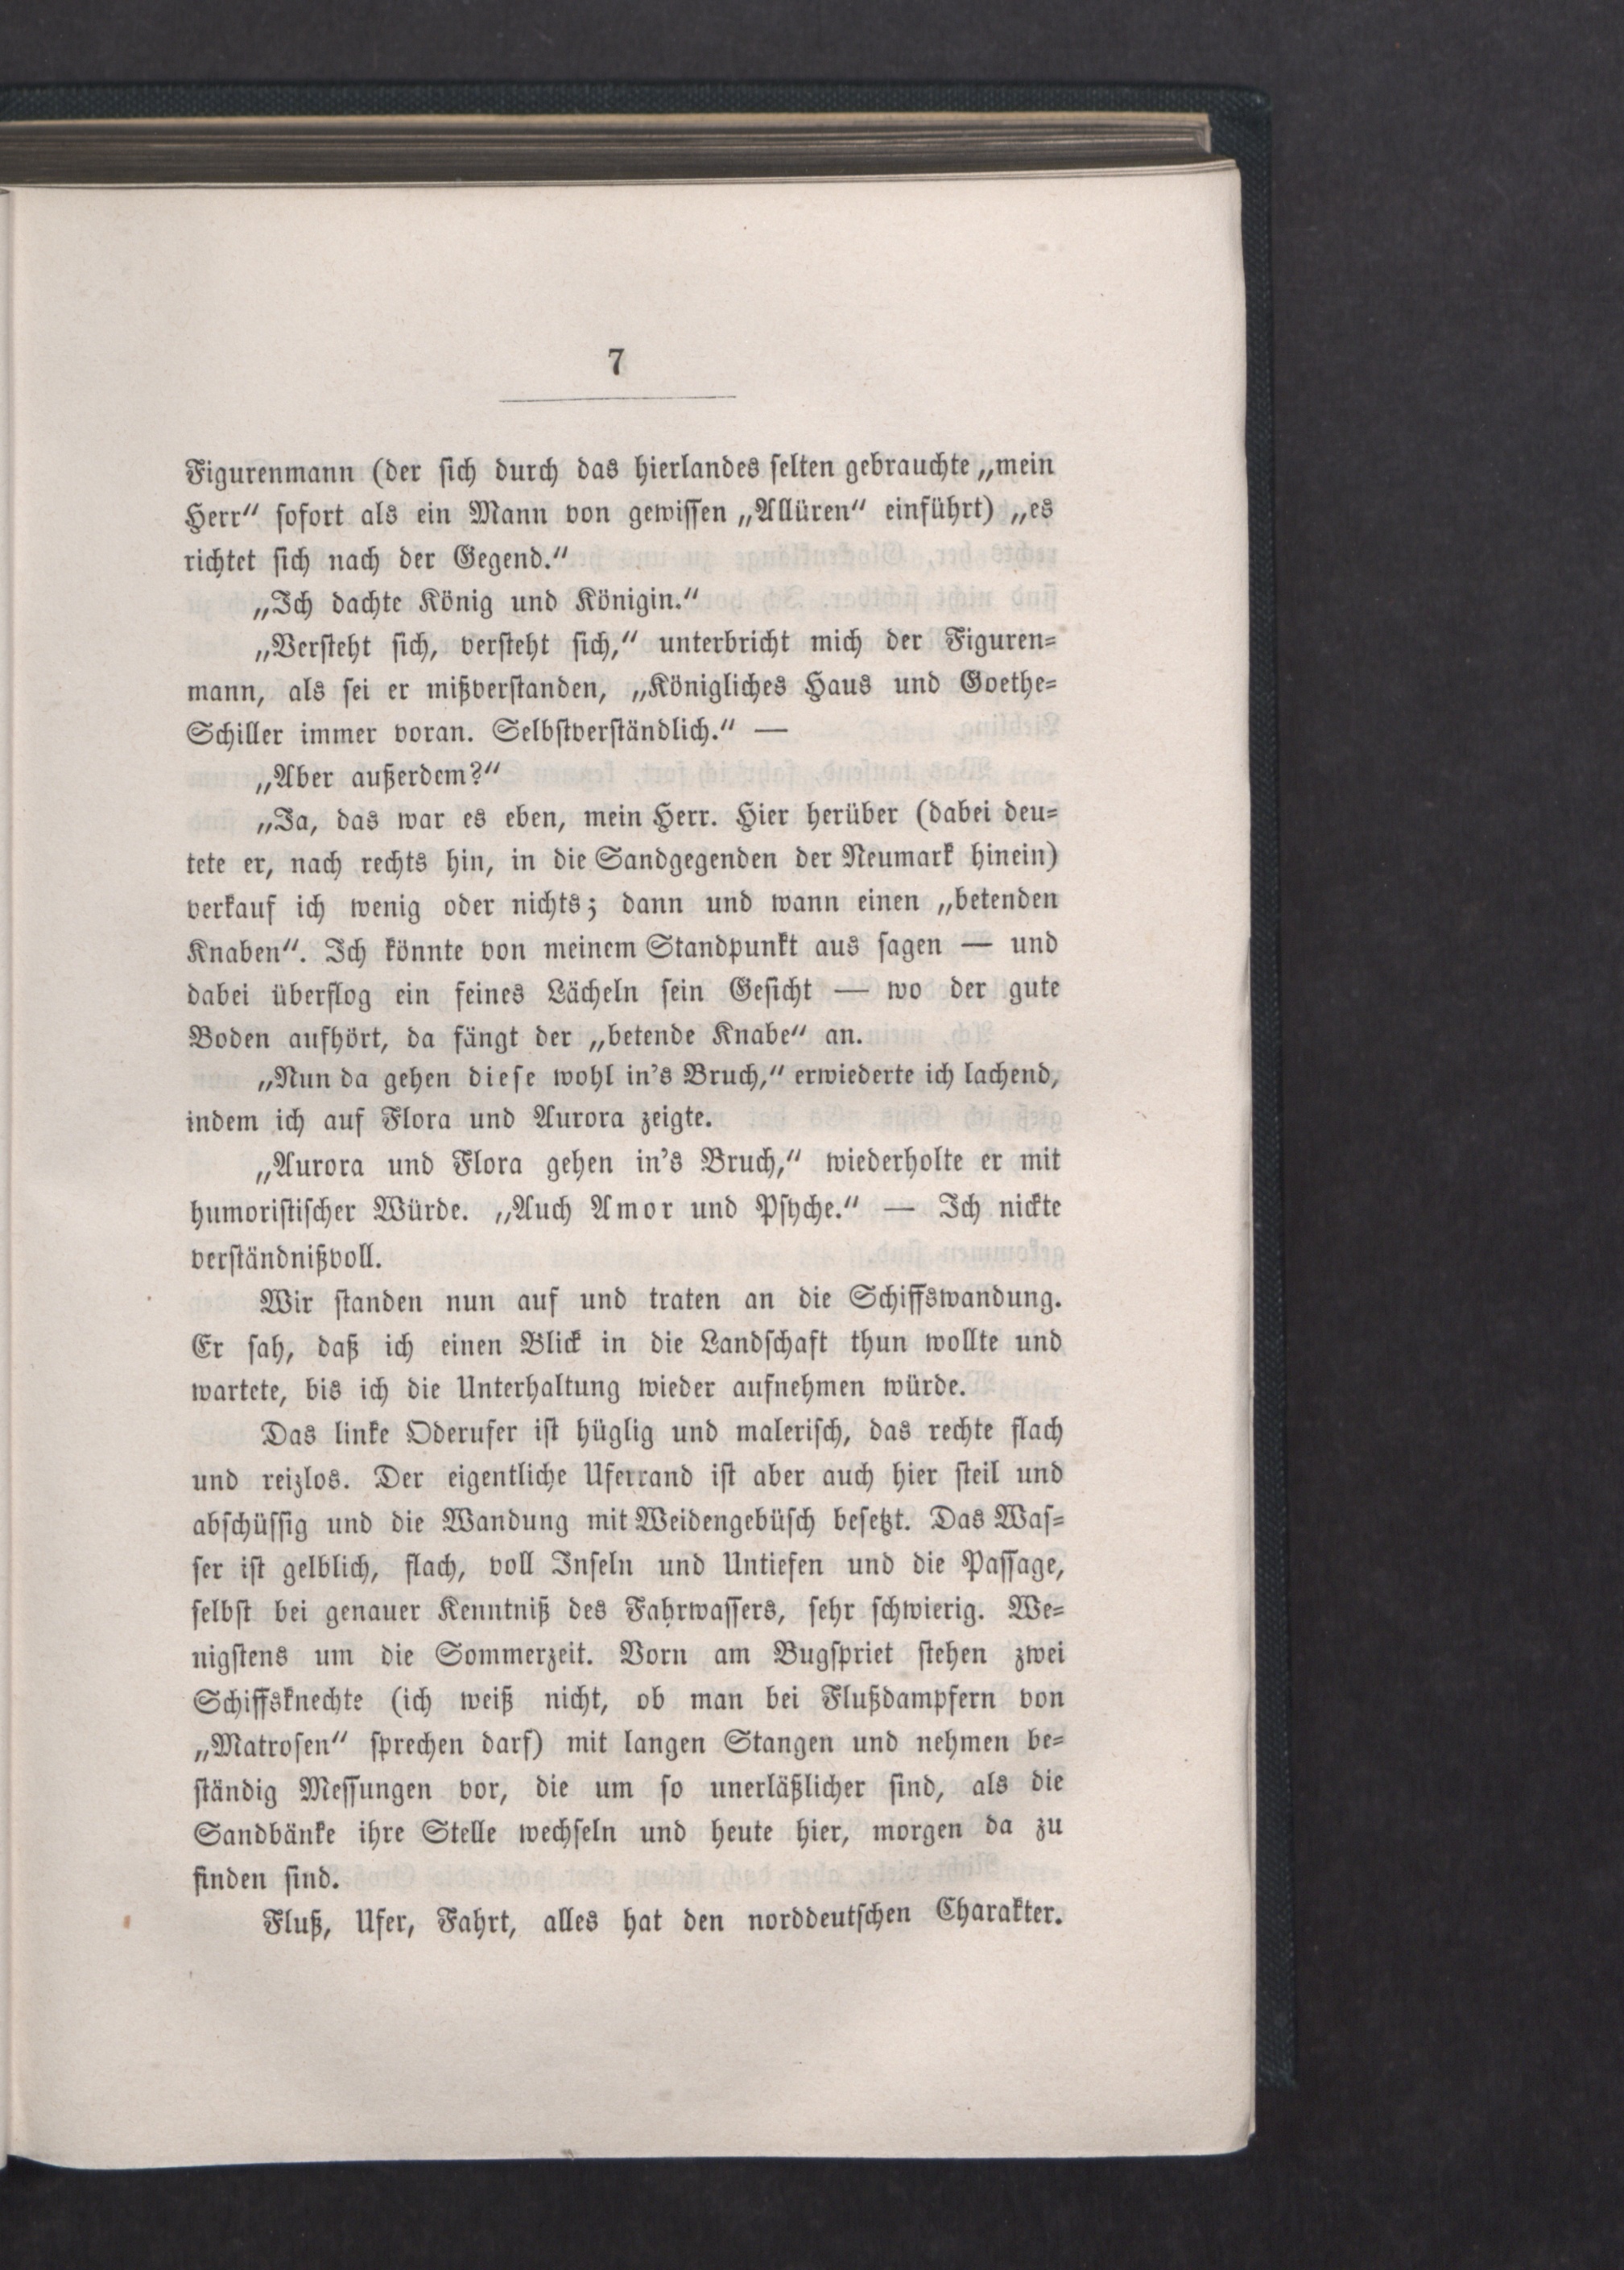 7
Figurenmann (der sich durch das hierlandes selten gebrauchte „mein
Herr“ sofort als ein Mann von gewissen „Allüren“ einführt) „es
richtet sich nach der Gegend.“
„Ich dachte König und Königin.“
„Versteht sich, versteht sich,“ unterbricht mich der Figuren-
mann, als sei er mißverstanden, „Königliches Haus und Goethe-
Schiller immer voran. Selbstverständlich.“ —
„Aber außerdem?“
„Ja, das war es eben, mein Herr. Hier herüber (dabei deu-
tete er, nach rechts hin, in die Sandgegenden der Neumark hinein)
verkauf ich wenig oder nichts; dann und wann einen „betenden
Knaben“. Ich könnte von meinem Standpunkt aus sagen — und
dabei überflog ein feines Lächeln sein Gesicht — wo der gute
Boden aufhört, da fängt der „betende Knabe“ an.
„Nun da gehen diese wohl in's Bruch,“ erwiederte ich lachend,
indem ich auf Flora und Aurora zeigte.
„Aurora und Flora gehen in's Bruch,“ wiederholte er mit
humoristischer Würde. „Auch Amor und Psyche.“ — Ich nickte
verständnißvoll.
Wir standen nun auf und traten an die Schiffswandung.
Er sah, daß ich einen Blick in die Landschaft thun wollte und
wartete, bis ich die Unterhaltung wieder aufnehmen würde.
Das linke Oderufer ist hüglig und malerisch, das rechte flach
und reizlos. Der eigentliche Uferrand ist aber auch hier steil und
abschüssig und die Wandung mit Weidengebüsch besetzt. Das Was-
ser ist gelblich, flach, voll Inseln und Untiefen und die Passage,
selbst bei genauer Kenntniß des Fahrwassers, sehr schwierig. We-
nigstens um die Sommerzeit. Vorn am Bugspriet stehen zwei
Schiffsknechte (ich weiß nicht, ob man bei Flußdampfern von
„Matrosen“ sprechen darf) mit langen Stangen und nehmen be-
ständig Messungen vor, die um so unerläßlicher sind, als die
Sandbänke ihre Stelle wechseln und heute hier, morgen da zu
finden sind.
Fluß, Ufer, Fahrt, alles hat den norddeutschen Charakter.